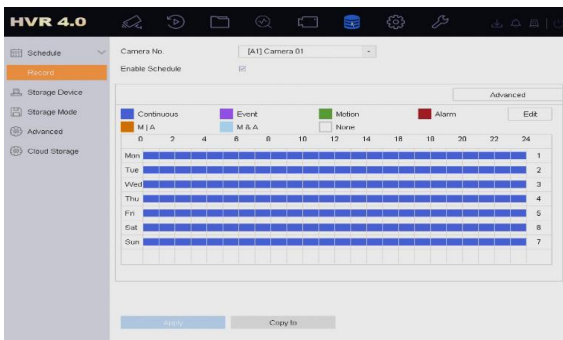 HVR 4.0
Schedule
Record
Storage Device
Storage Mode
Advanced
Cloud Storage
Camera No. [A1] Camera 01
Enable Schedule
Advanced
Continuous Event Motion Alarm Edit
M | A M & A None
0 2 4 6 8 10 12 14 16 18 20 22 24
Mon 1
Tue 2
Wed 3
Thu 4
Fri 5
Sat 6
Sun 7
Apply Copy to